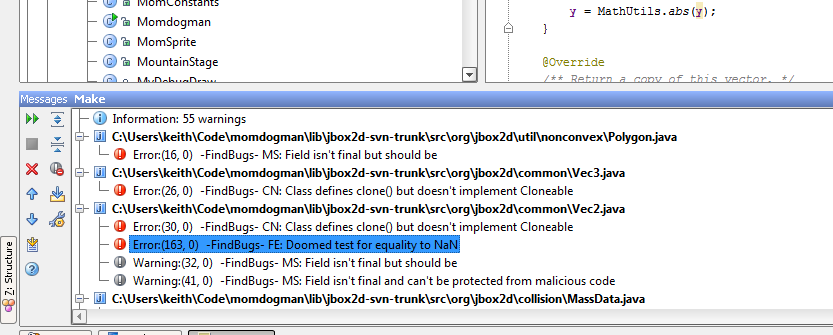 MomConstants
Momdogman
MomSprite
MountainStage
MyDebugDraw
y = MathUtils.abs(y);
}
@Override
/** Return a copy of this vector. */
Messages Make
Information: 55 warnings
C:\Users\keith\Code\momdogman\lib\jbox2d-svn-trunk\src\org\jbox2d\util\nonconvex\Polygon.java
Error:(16, 0) -FindBugs- MS: Field isn't final but should be
C:\Users\keith\Code\momdogman\lib\jbox2d-svn-trunk\src\org\jbox2d\common\Vec3.java
Error:(26, 0) -FindBugs- CN: Class defines clone() but doesn't implement Cloneable
C:\Users\keith\Code\momdogman\lib\jbox2d-svn-trunk\src\org\jbox2d\common\Vec2.java
Error:(30, 0) -FindBugs- CN: Class defines clone() but doesn't implement Cloneable
Error:(163, 0) -FindBugs- FE: Doomed test for equality to NaN
Warning:(32, 0) -FindBugs- MS: Field isn't final but should be
Warning:(41, 0) -FindBugs- MS: Field isn't final and can't be protected from malicious code
C:\Users\keith\Code\momdogman\lib\jbox2d-svn-trunk\src\org\jbox2d\collision\MassData.java
Z: Structure